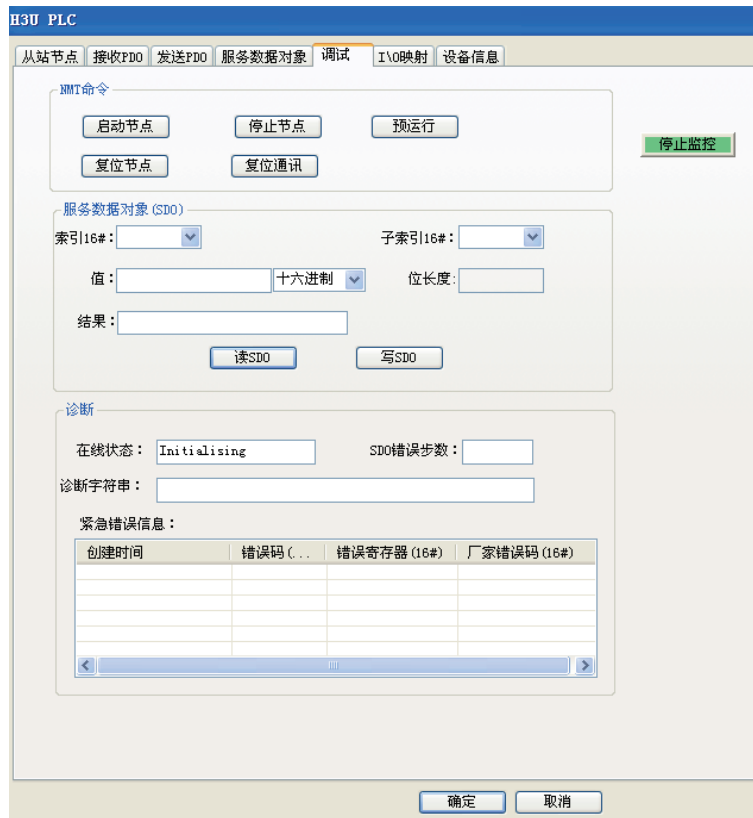 H3U PLC
从站节点 接收PDO 发送PDO 服务数据对象 调试 I\O映射 设备信息
NMT命令
启动节点 停止节点 预运行
停止监控
复位节点 复位通讯
服务数据对象(SDO)
索引16#： 子索引16#：
值： 十六进制 位长度:
结果：
读SDO 写SDO
诊断
在线状态： Initialising SDO错误步数：
诊断字符串：
紧急错误信息：
创建时间 错误码(... 错误寄存器(16#) 厂家错误码(16#)
确定 取消